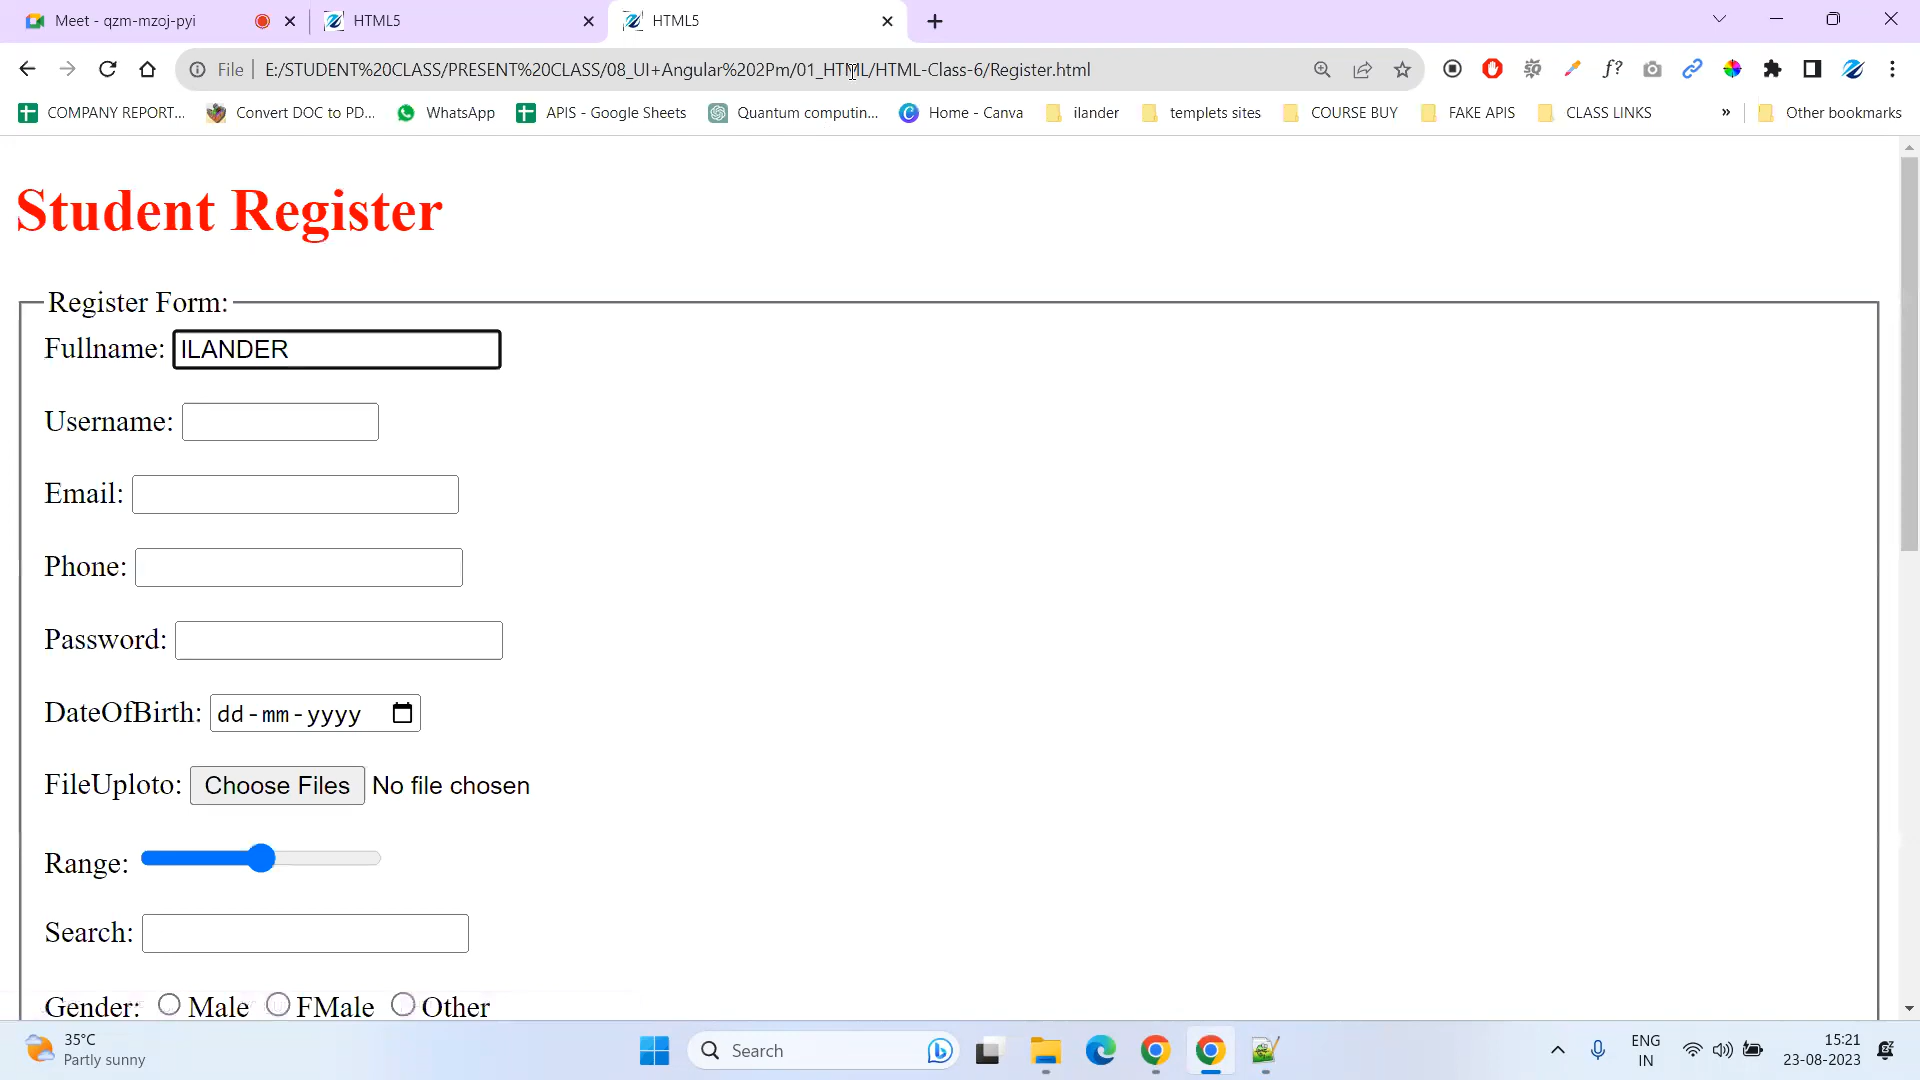 Meet - qzm-mzoj-pyi
HTML5
HTML5
File
E:/STUDENT%20CLASS/PRESENT%20CLASS/08_UI+Angular%202Pm/01_HTML/HTML-Class-6/Register.html
COMPANY REPORT...
Convert DOC to PD...
WhatsApp
APIS - Google Sheets
Quantum computin...
Home - Canva
ilander
templets sites
COURSE BUY
FAKE APIS
CLASS LINKS
»
Other bookmarks
Student Register
Register Form:
Fullname: ILANDER
Username:
Email:
Phone:
Password:
DateOfBirth: dd-mm-yyyy
FileUploto: Choose Files No file chosen
Range:
Search:
Gender: Male FMale Other
35°C
Partly sunny
Search
ENG
IN
15:21
23-08-2023